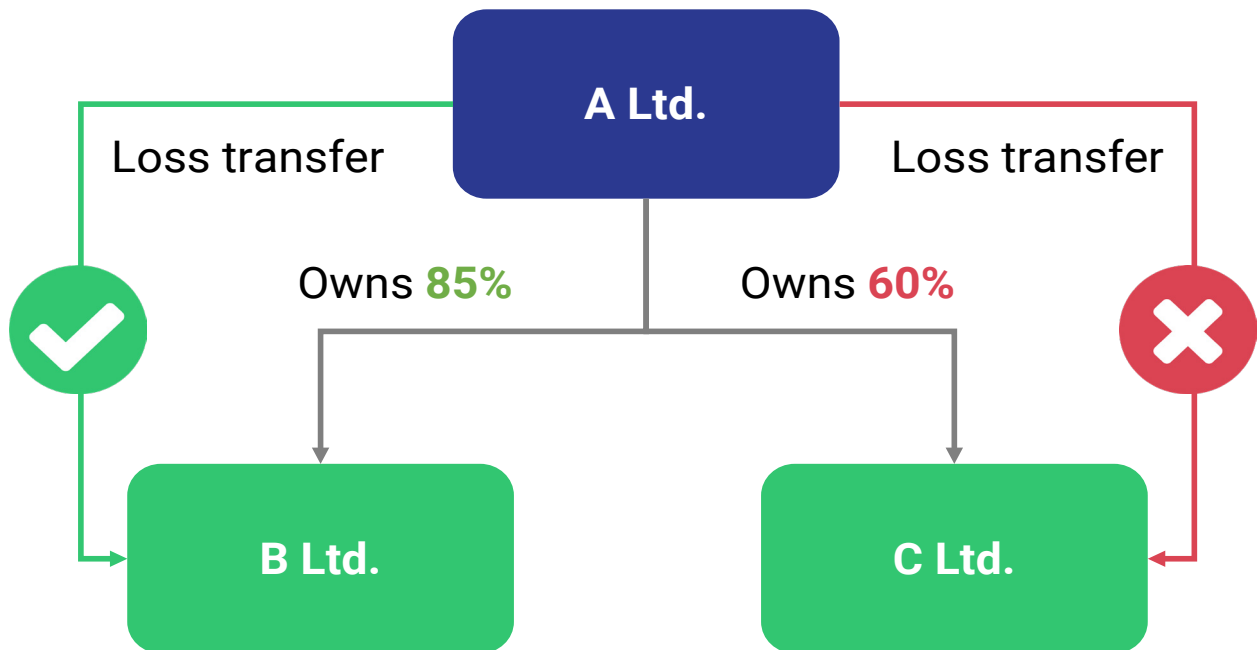 A Ltd.
Loss transfer
Loss transfer
Owns 85%
Owns 60%
B Ltd.
C Ltd.